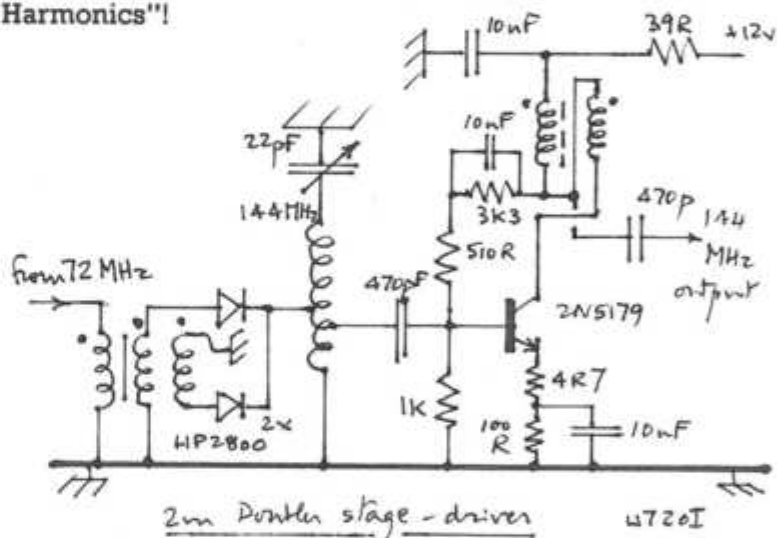 Harmonics"!
10nF
39R
+12v
22pF
10nF
144MHz
3K3
470p
144
MHz
output
from 72 MHz
510R
470pF
2N5179
4R7
1K
2x
HP2800
100
R
10nF
2m Doubler stage-driver
W7ZOI